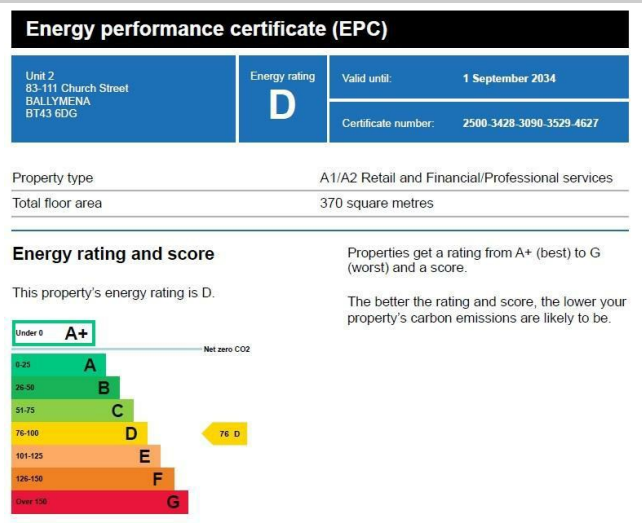 Energy performance certificate (EPC)
Unit 2
83-111 Church Street
BALLYMENA
BT43 6DG
Energy rating
D
Valid until:
1 September 2034
Certificate number:
2500-3428-3090-3529-4627
Property type
A1/A2 Retail and Financial/Professional services
Total floor area
370 square metres
Energy rating and score
This property's energy rating is D.
Properties get a rating from A+ (best) to G
(worst) and a score.
The better the rating and score, the lower your
property's carbon emissions are likely to be.
Under 0 A+
Net zero CO2
0-25 A
26-50 B
51-75 C
76-100 D
76 D
101-125 E
126-150 F
Over 150 G